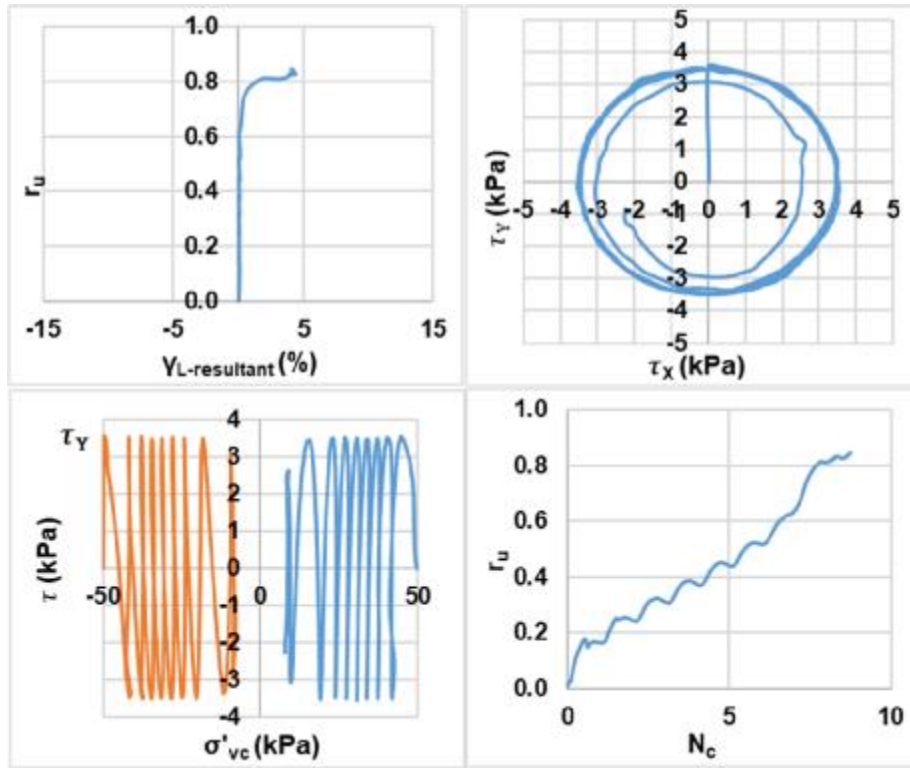 1.0
0.8
0.6
0.4
0.2
0.0
r_u
-15 -5 5 15
γ_L-resultant (%)
5
4
3
2
1
0
-1
-2
-3
-4
-5
-5 -4 -3 -2 -1 0 1 2 3 4 5
τ_Y (kPa)
τ_X (kPa)
τ_Y
4
3
2
1
0
-1
-2
-3
-4
τ (kPa)
-50 0 50
σ'_vc (kPa)
1.0
0.8
0.6
0.4
0.2
0.0
r_u
0 5 10
N_c